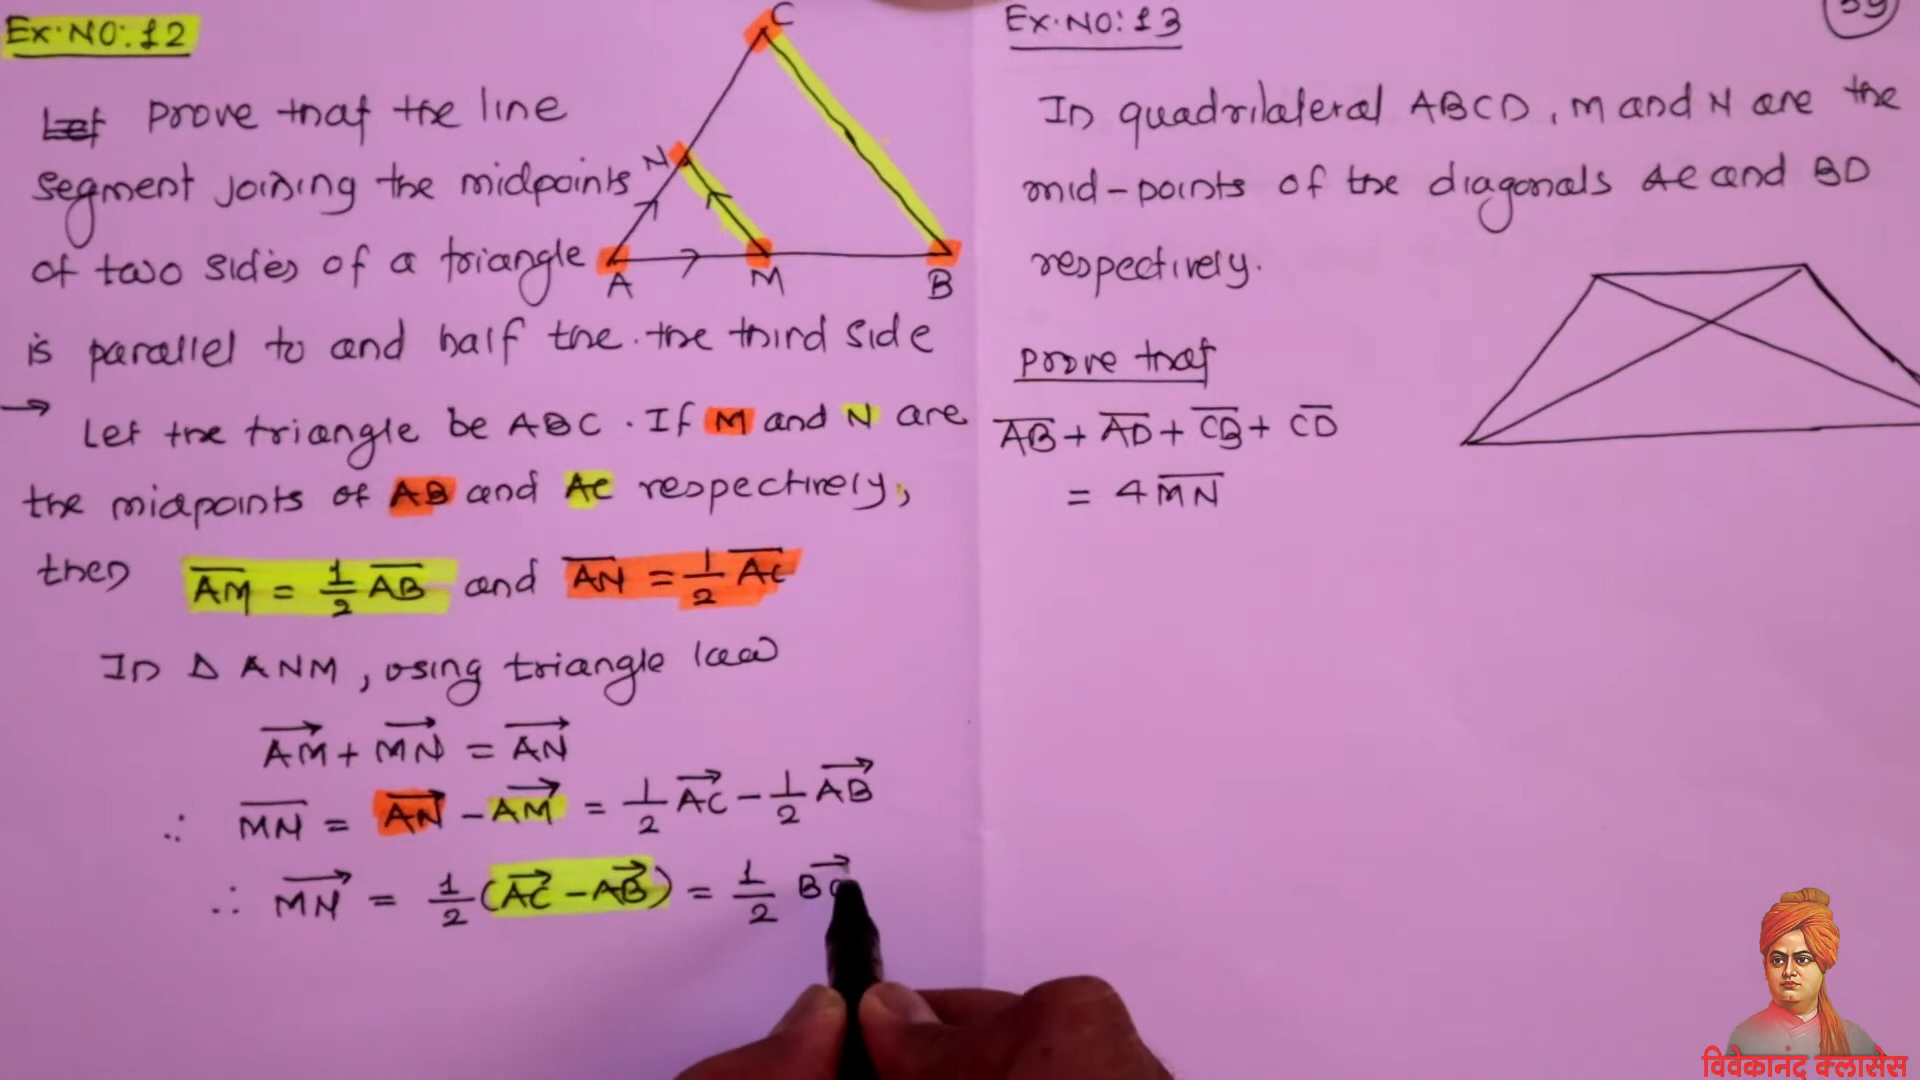 Ex.NO:12
Let prove that the line
segment joining the midpoints
of two sides of a triangle
is parallel to and half the . the third side
→ Let the triangle be ABC . If M and N are
the midpoints of AB and AC respectively,
then AM = 1/2 AB and AN = 1/2 AC
In Δ ANM, using triangle law
AM + MN = AN
∴ MN = AN - AM = 1/2 AC - 1/2 AB
∴ MN = 1/2 (AC - AB) = 1/2 BC
C
N
A
M
B
Ex.NO:13
In quadrilateral ABCD, M and N are the
mid-points of the diagonals AC and BD
respectively.
prove that
AB + AD + CB + CD
= 4 MN
39
विवेकानंद क्लासेस